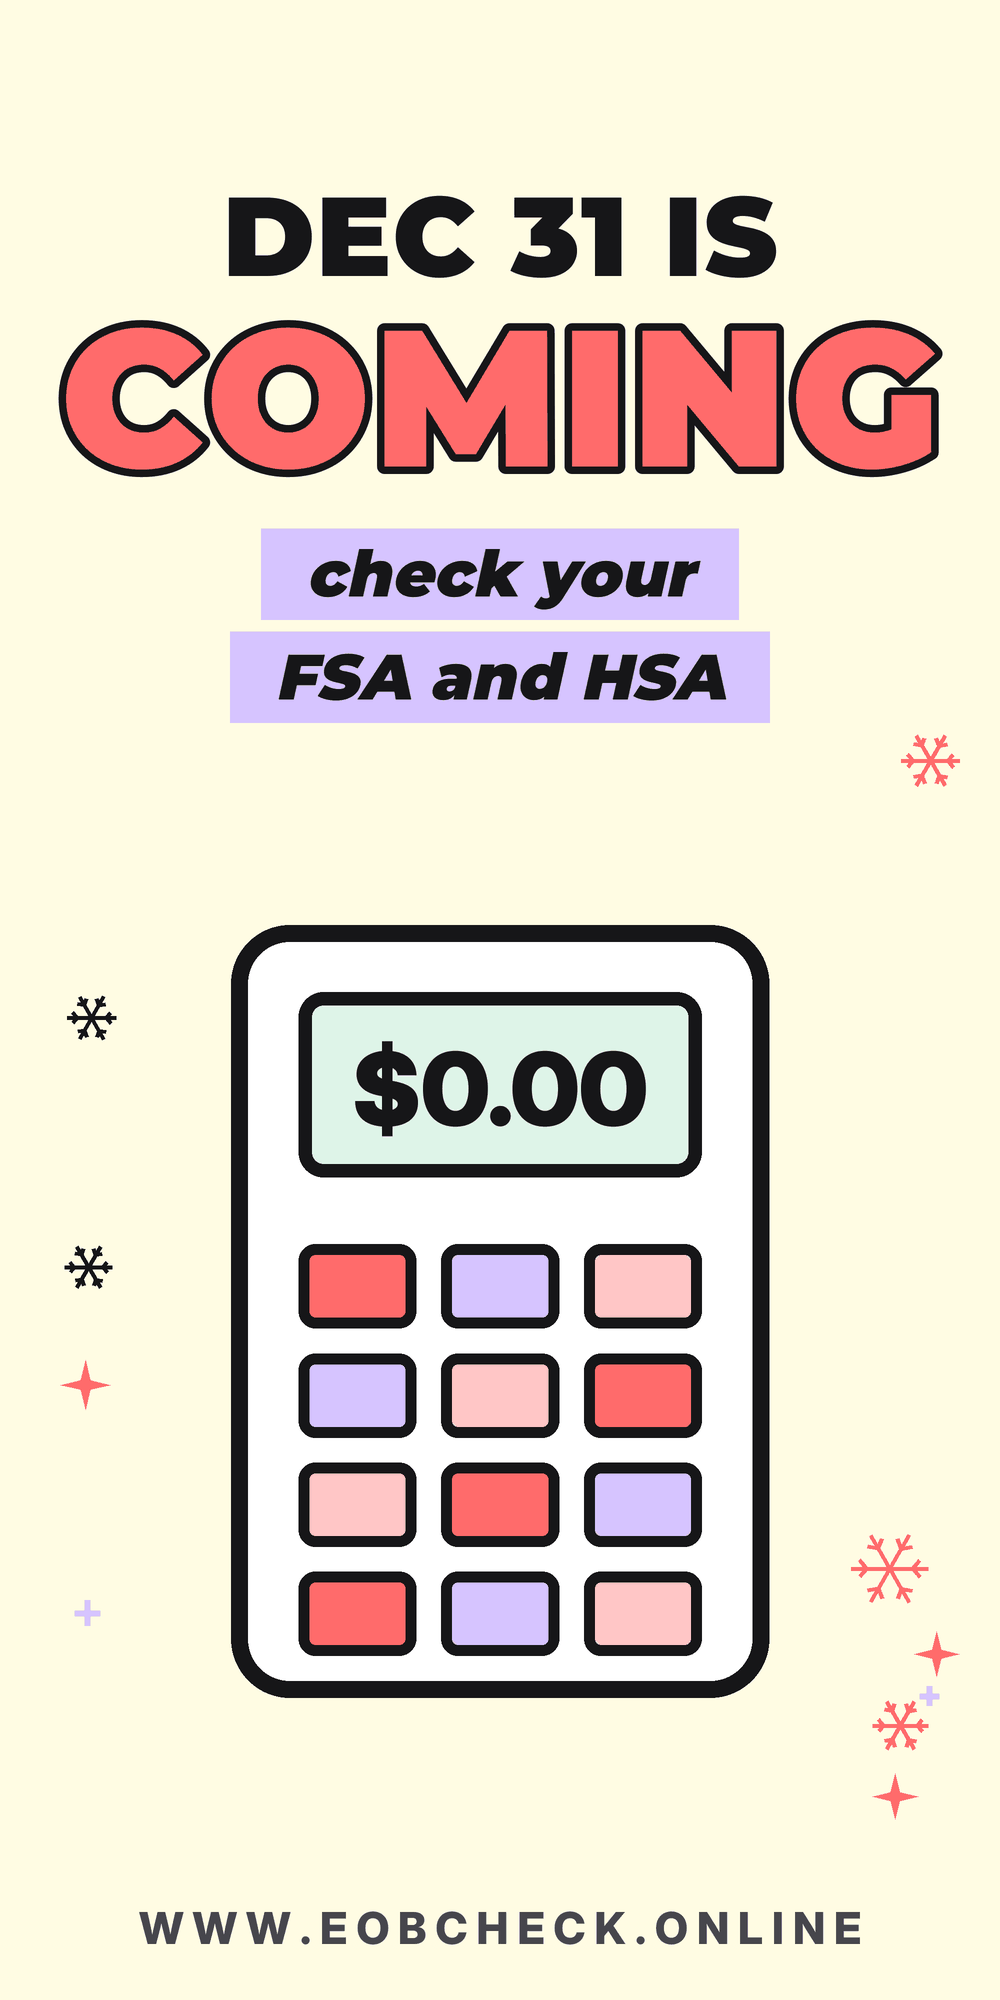 DEC 31 IS
COMING
check your
FSA and HSA
$0.00
WWW.EOBCHECK.ONLINE